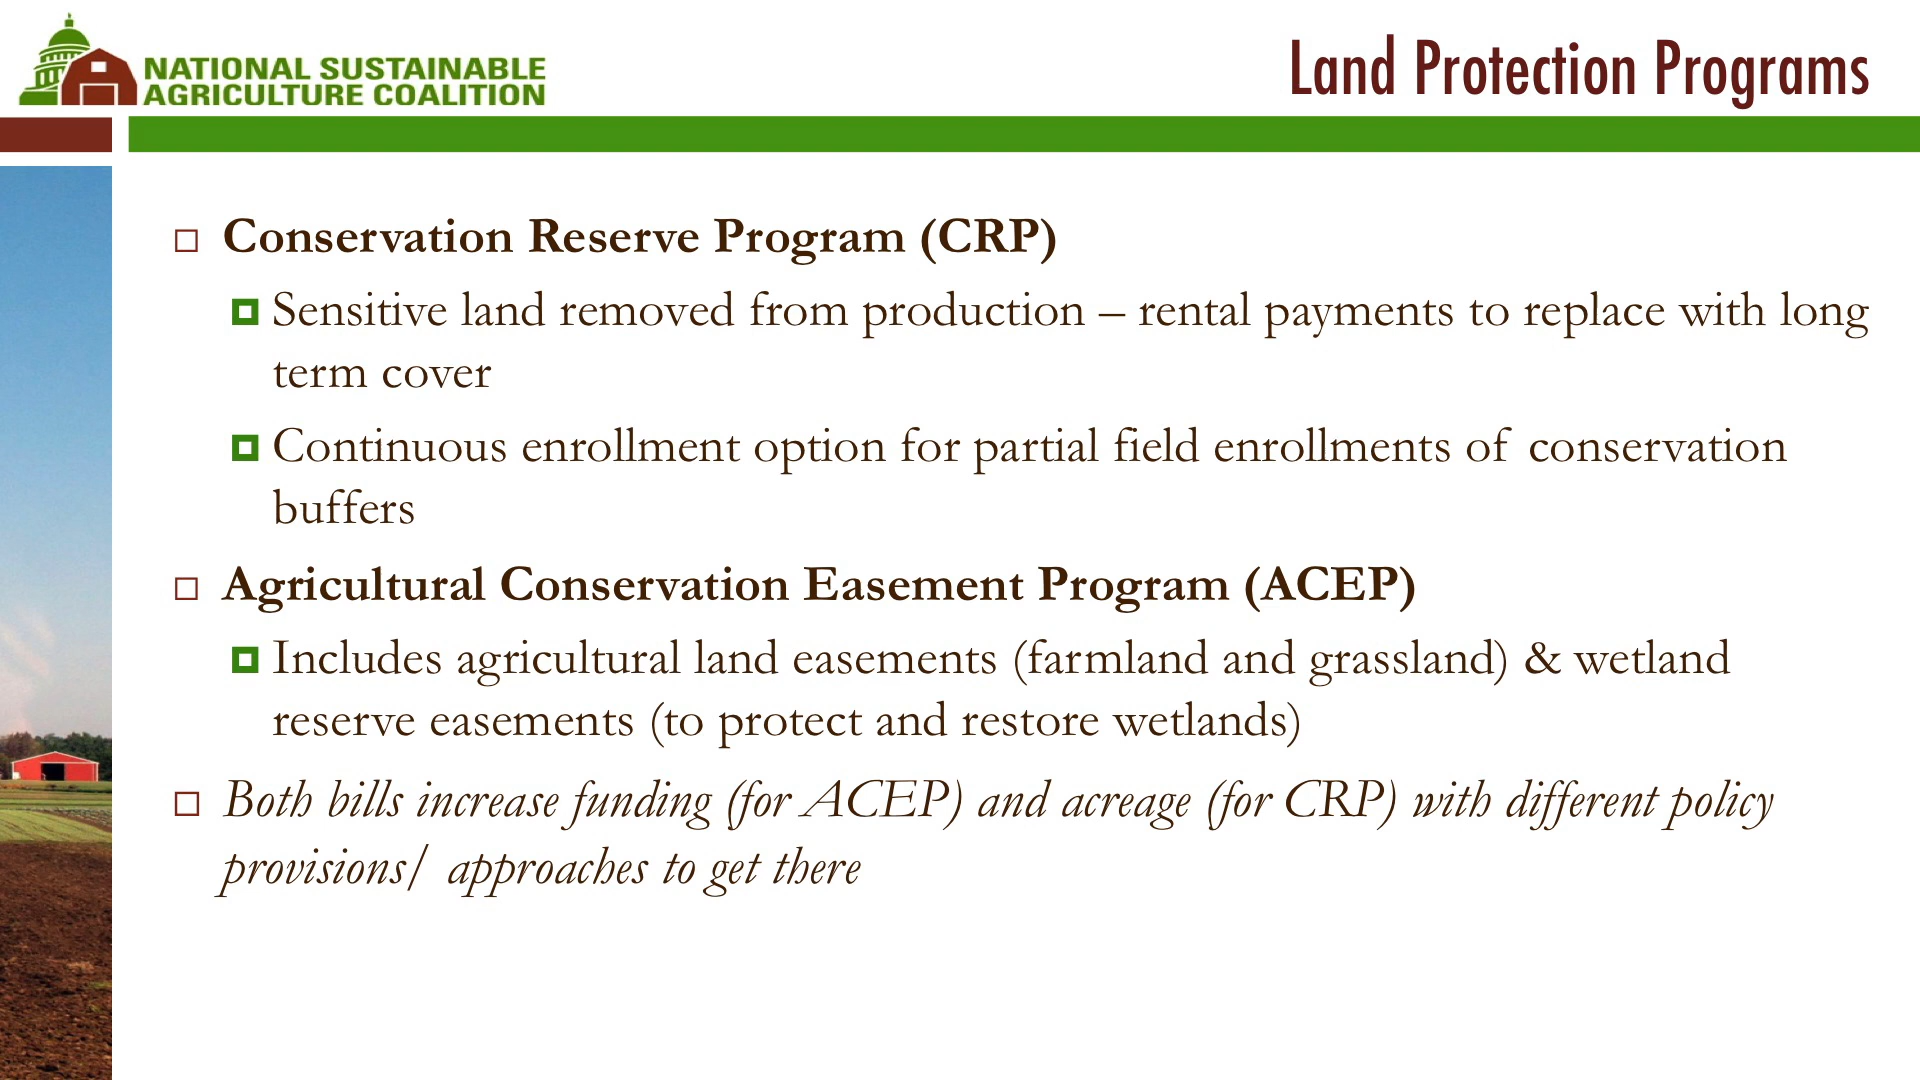 NATIONAL SUSTAINABLE
AGRICULTURE COALITION
Land Protection Programs
Conservation Reserve Program (CRP)
Sensitive land removed from production – rental payments to replace with long
term cover
Continuous enrollment option for partial field enrollments of conservation
buffers
Agricultural Conservation Easement Program (ACEP)
Includes agricultural land easements (farmland and grassland) & wetland
reserve easements (to protect and restore wetlands)
Both bills increase funding (for ACEP) and acreage (for CRP) with different policy
provisions/ approaches to get there